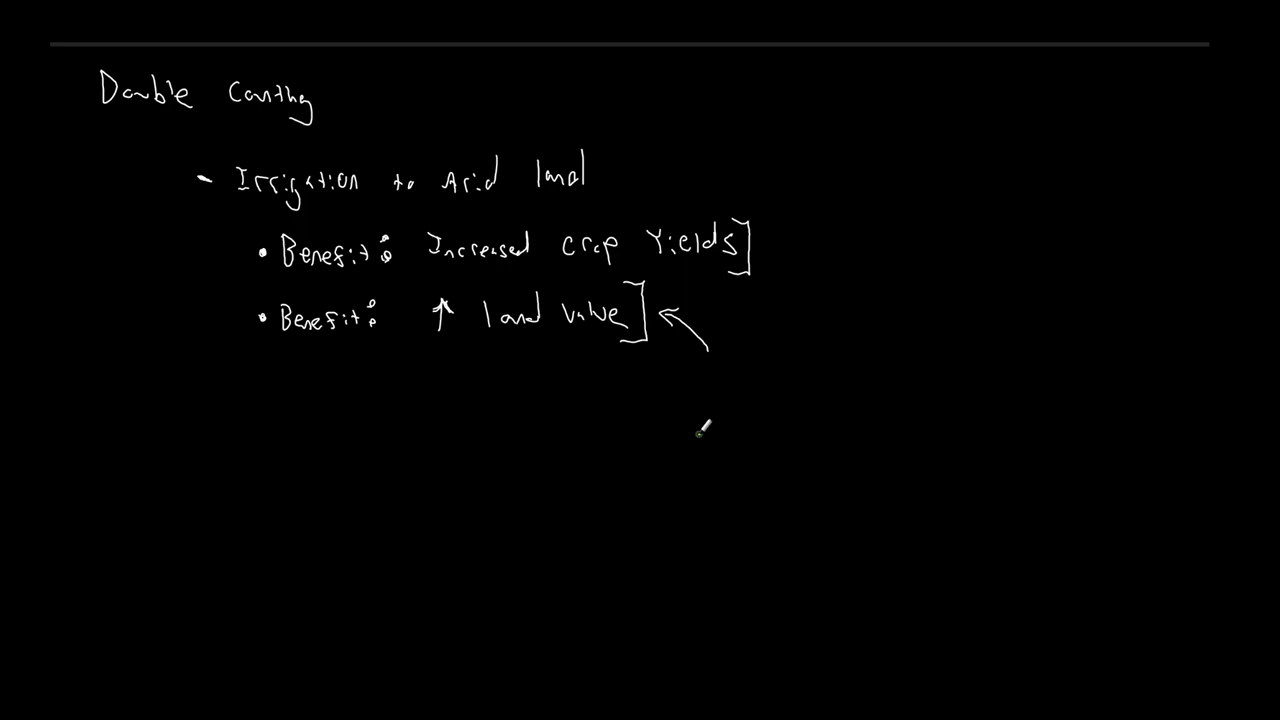 Double Counting
- Irrigation to Arid land
• Benefit: Increased crop Yields]
• Benefit: ↑ land value] ←